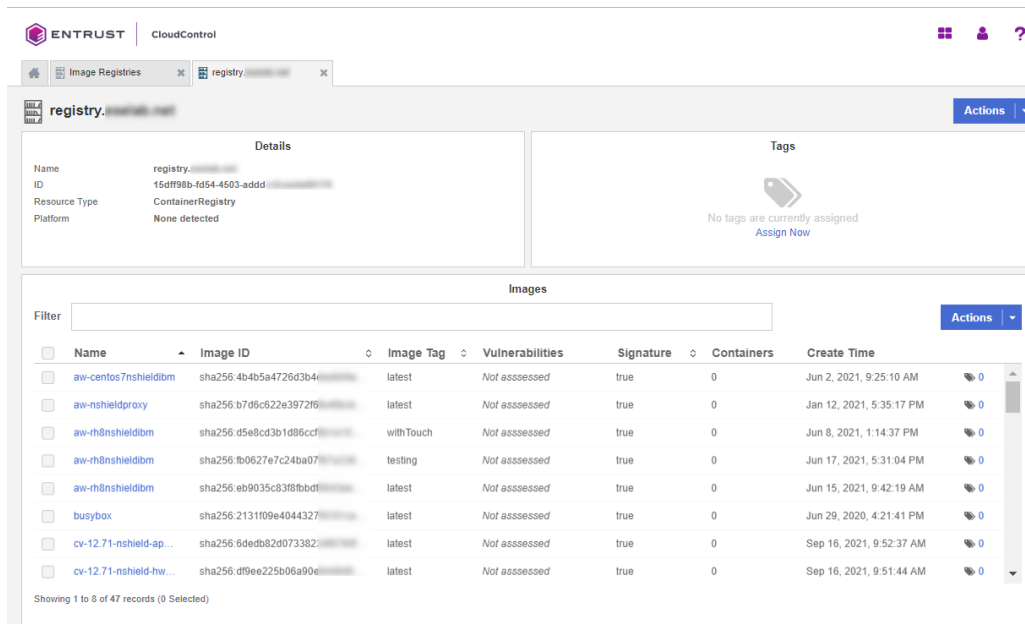 ENTRUST CloudControl
?
Image Registries × registry. ×
registry.
Actions
Details
Name registry.
ID 15dff98b-fd54-4503-addd-
Resource Type ContainerRegistry
Platform None detected
Tags
No tags are currently assigned
Assign Now
Images
Filter
Actions
Name Image ID Image Tag Vulnerabilities Signature Containers Create Time
aw-centos7nshieldibm sha256:4b4b5a4726d3b4 latest Not asssessed true 0 Jun 2, 2021, 9:25:10 AM 0
aw-nshieldproxy sha256:b7d6c622e3972f6 latest Not asssessed true 0 Jan 12, 2021, 5:35:17 PM 0
aw-rh8nshieldibm sha256:d5e8cd3b1d86ccf withTouch Not asssessed true 0 Jun 8, 2021, 1:14:37 PM 0
aw-rh8nshieldibm sha256:fb0627e7c24ba07 testing Not asssessed true 0 Jun 17, 2021, 5:31:04 PM 0
aw-rh8nshieldibm sha256:eb9035c83f8fbbdf latest Not asssessed true 0 Jun 15, 2021, 9:42:19 AM 0
busybox sha256:2131f09e4044327 latest Not asssessed true 0 Jun 29, 2020, 4:21:41 PM 0
cv-12.71-nshield-ap... sha256:6dedb82d073382 latest Not asssessed true 0 Sep 16, 2021, 9:52:37 AM 0
cv-12.71-nshield-hw... sha256:df9ee225b06a90e latest Not asssessed true 0 Sep 16, 2021, 9:51:44 AM 0
Showing 1 to 8 of 47 records (0 Selected)